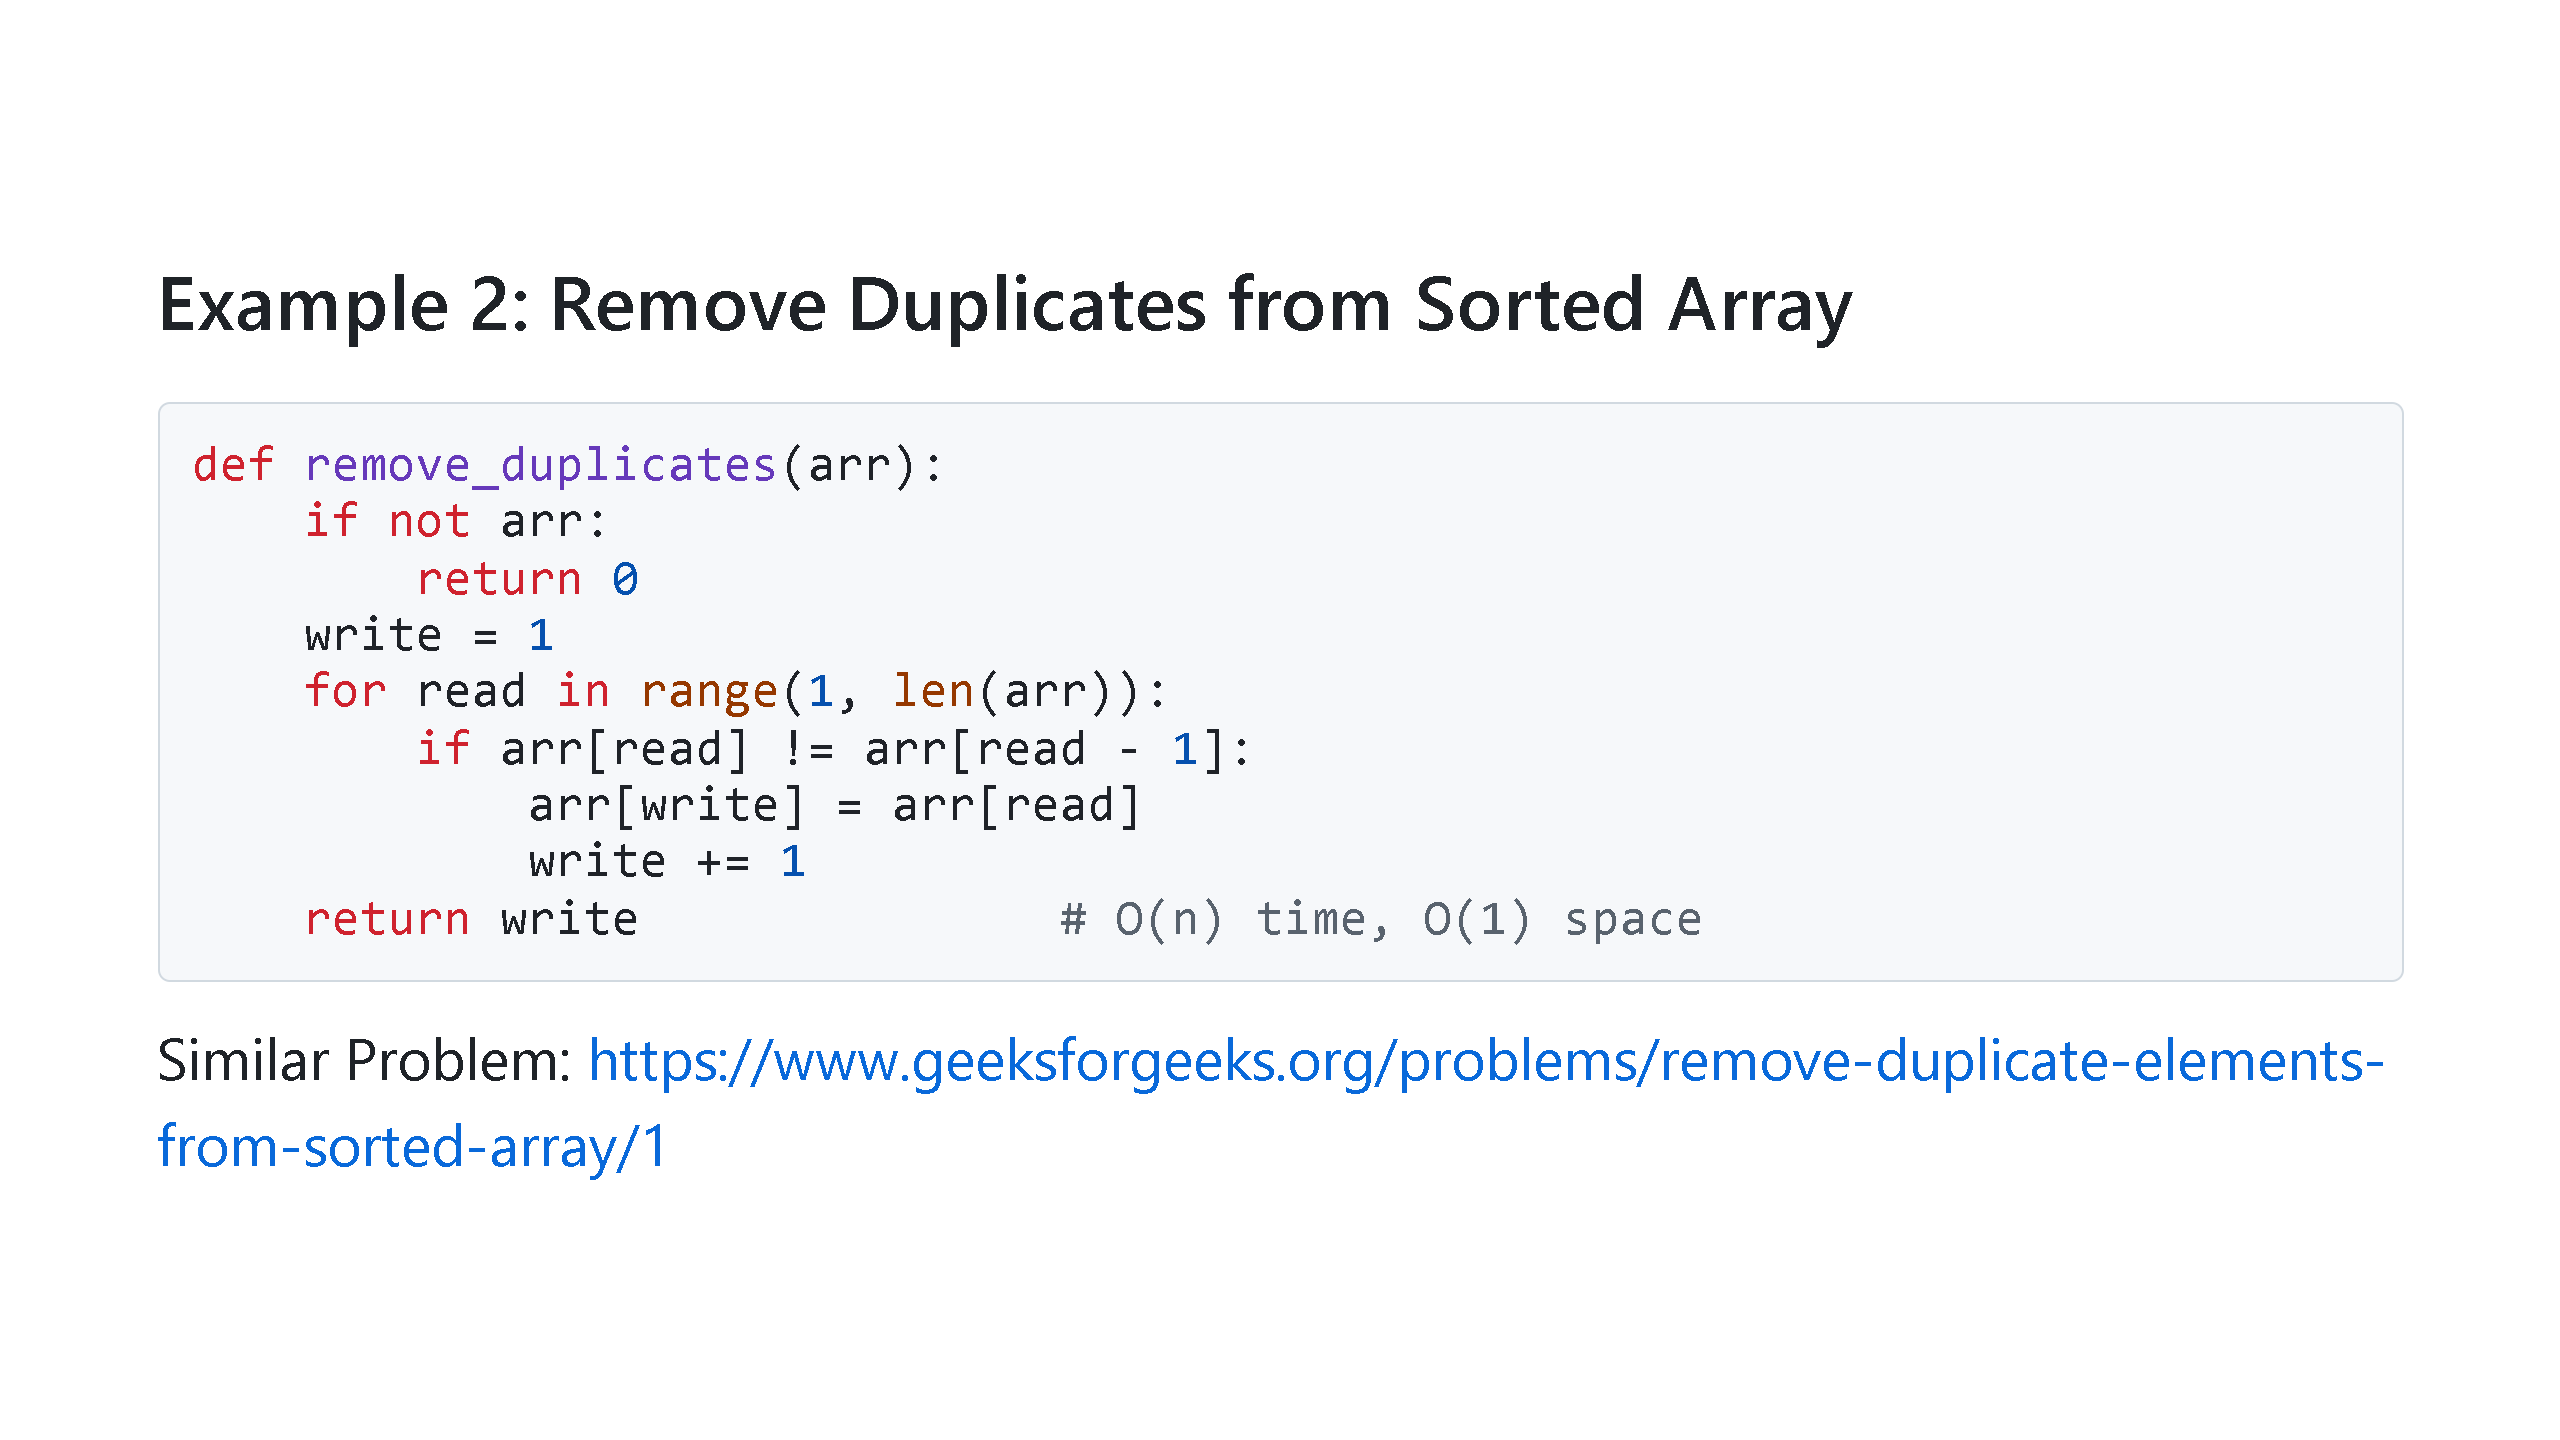 Example 2: Remove Duplicates from Sorted Array
def remove_duplicates(arr):
    if not arr:
        return 0
    write = 1
    for read in range(1, len(arr)):
        if arr[read] != arr[read - 1]:
            arr[write] = arr[read]
            write += 1
    return write               # O(n) time, O(1) space
Similar Problem: https://www.geeksforgeeks.org/problems/remove-duplicate-elements-
from-sorted-array/1